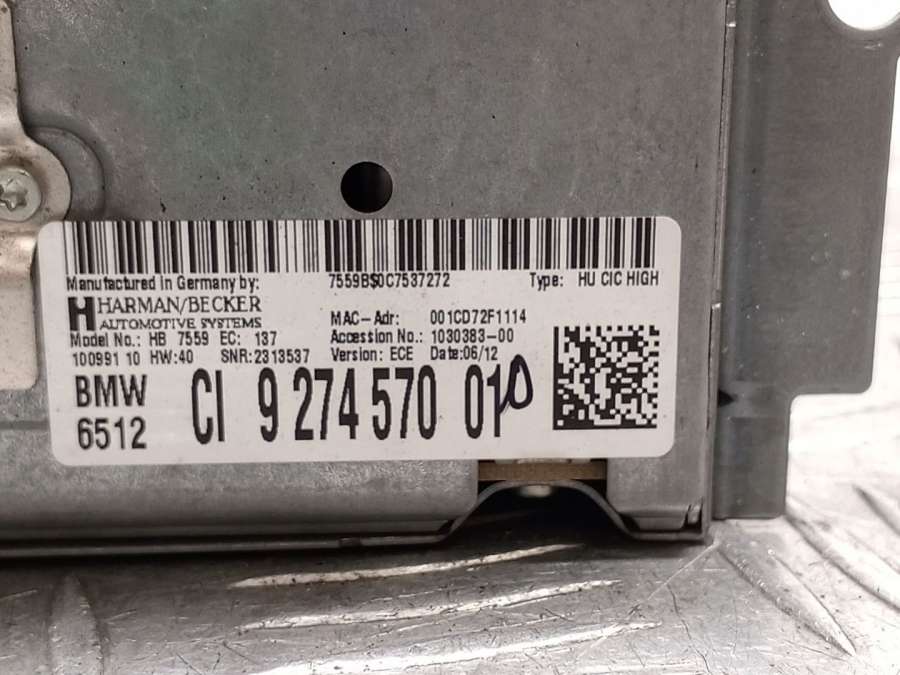 Manufactured in Germany by: 7559BS0C7537272 Type: HU CIC HIGH
HARMAN/BECKER
AUTOMOTIVE SYSTEMS MAC-Adr: 001CD72F1114
Model No.: HB 7559 EC: 137 Accession No.: 1030383-00
100991 10 HW:40 SNR:2313537 Version: ECE Date:06/12
BMW
6512 CI 9 274 570 01